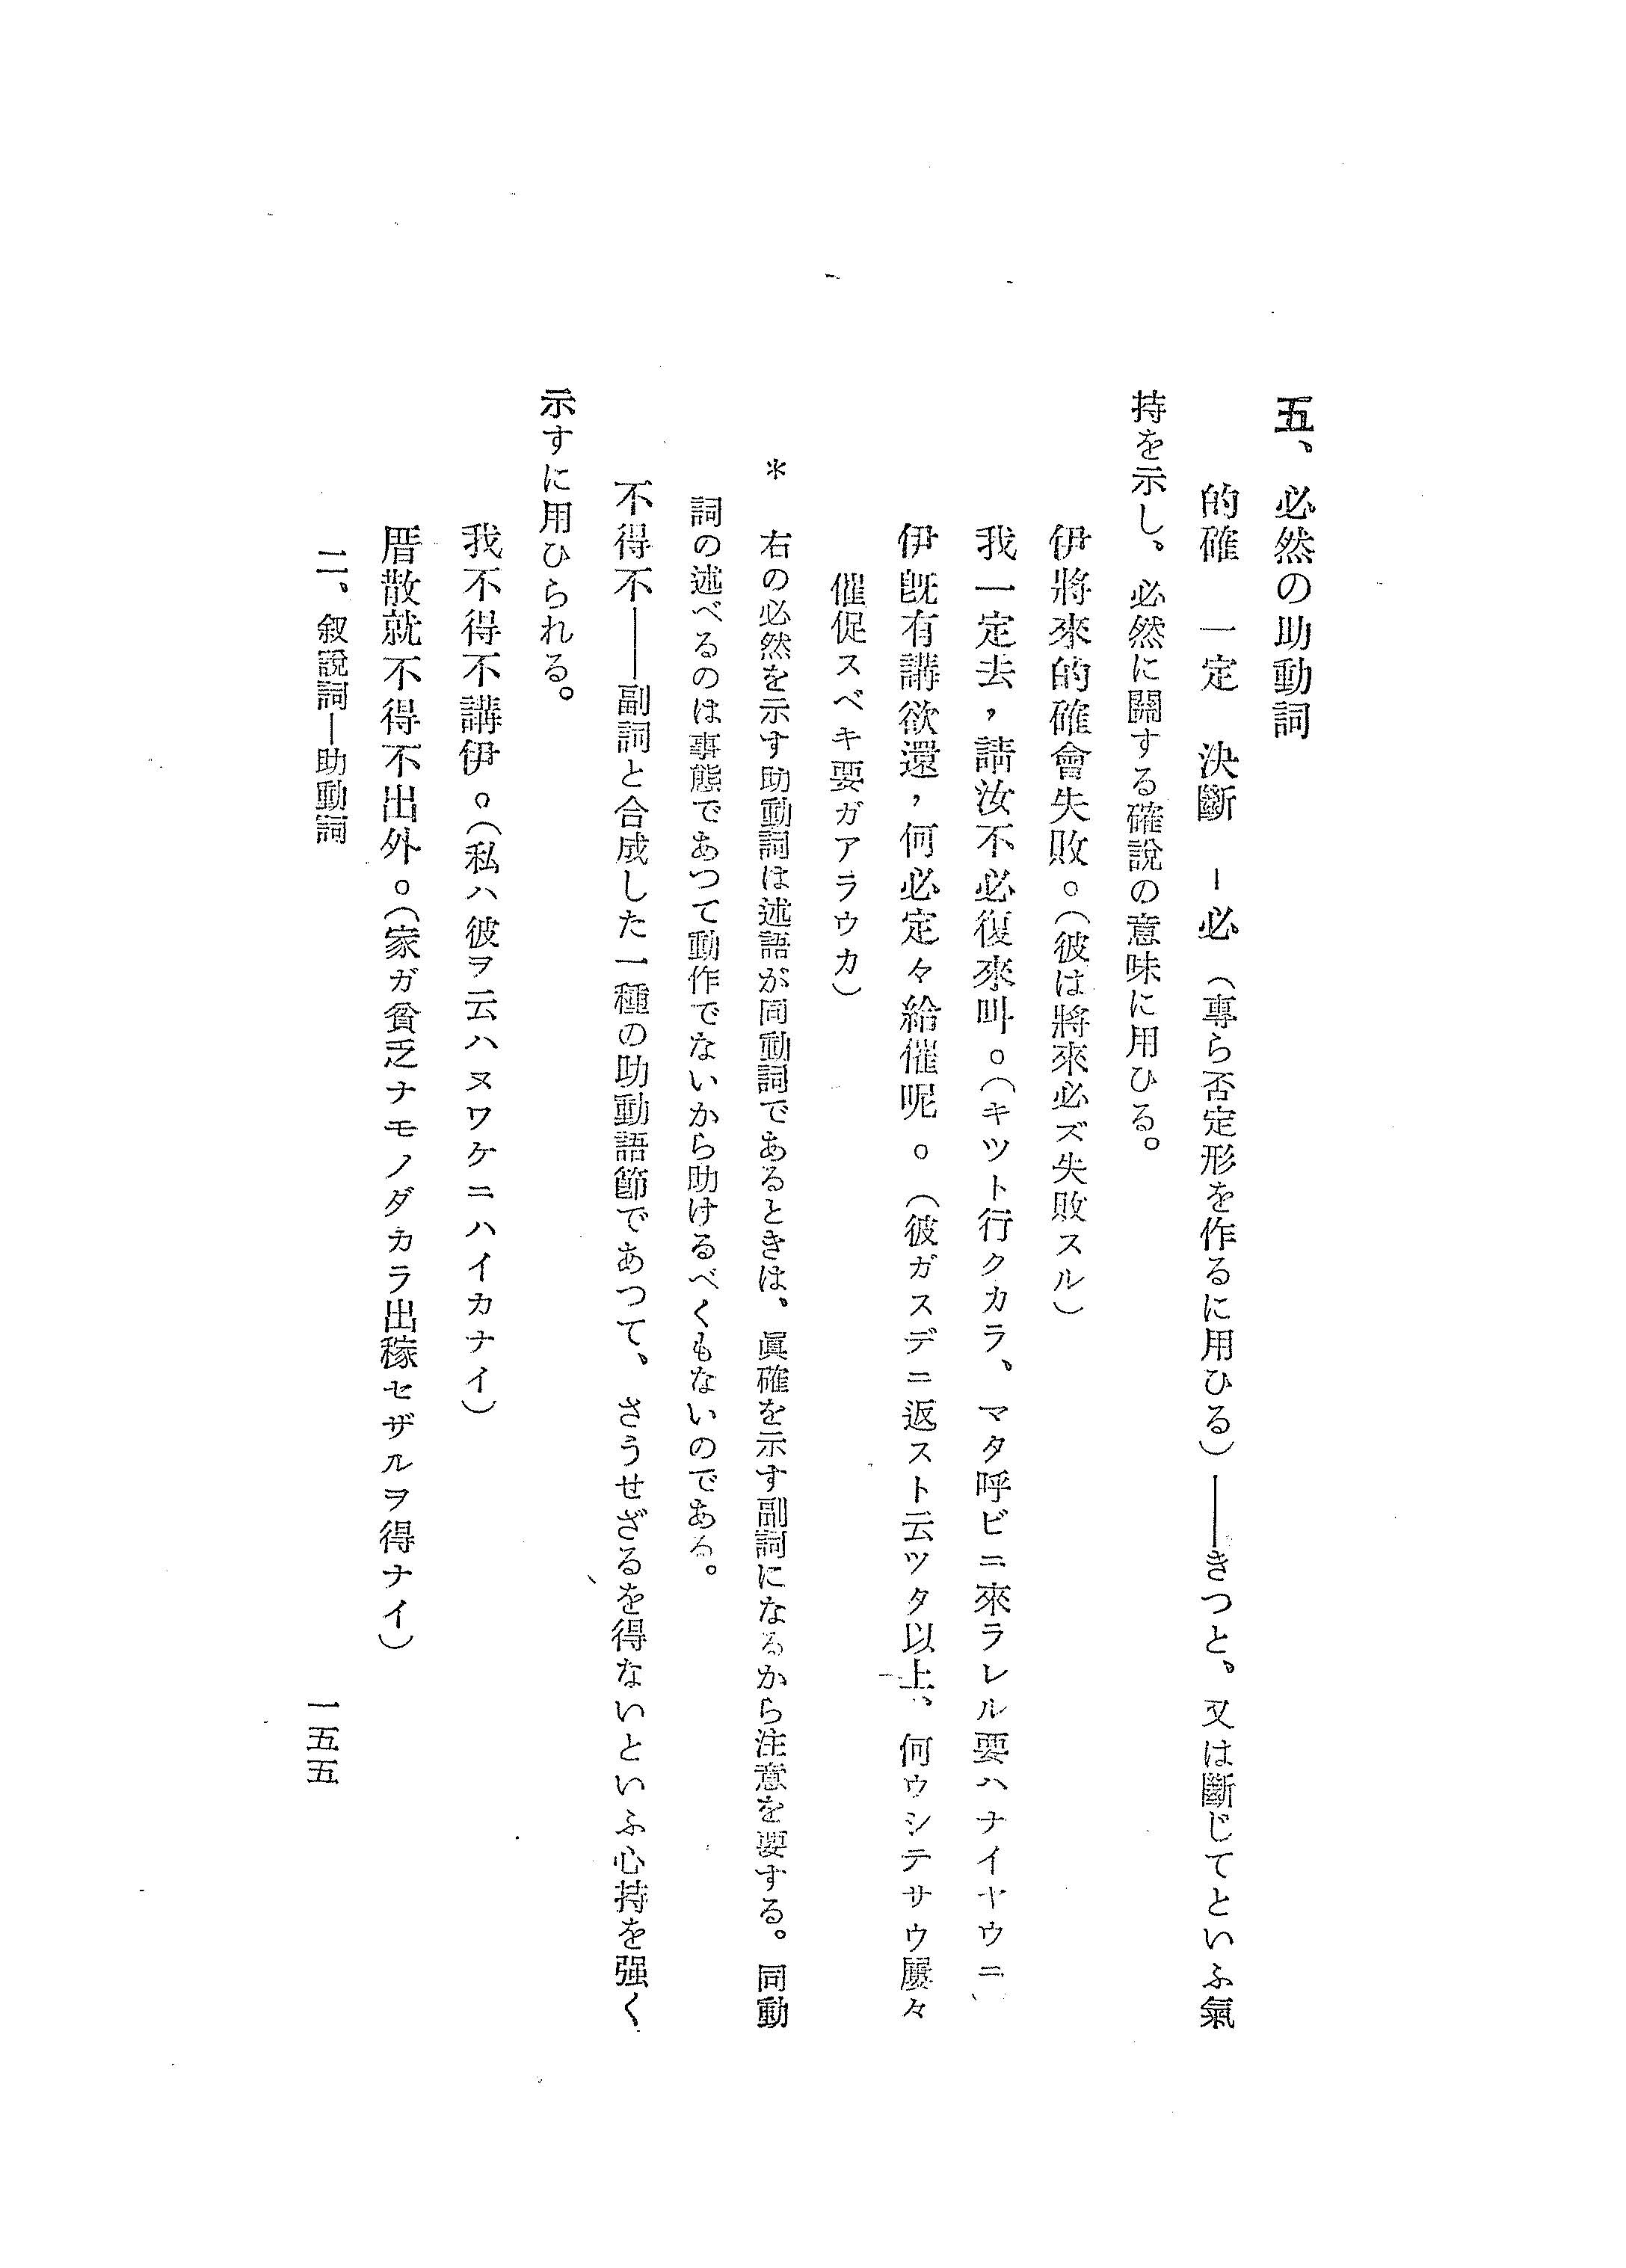 五、必然の助動詞
的確　一定　決斷　－必（專ら否定形を作るに用ひる）――きつと、又は斷じてといふ氣
持を示し、必然に關する確說の意味に用ひる。
伊將來的確會失敗。（彼は將來必ズ失敗スル）
我一定去，請汝不必復來叫。（キツト行クカラ、マタ呼ビニ來ラレル要ハナイヤウニ）
伊旣有講欲還，何必定々給催呢。（彼ガスデニ返スト云ツタ以上、何ウシテサウ屢々
催促スベキ要ガアラウカ）
＊　右の必然を示す助動詞は述語が同動詞であるときは、眞確を示す副詞になるから注意を要する。同動
詞の述べるのは事態であつて動作でないから助けるべくもないのである。
不得不――副詞と合成した一種の助動語節であつて、さうせざるを得ないといふ心持を强く
示すに用ひられる。
我不得不講伊。（私ハ彼ヲ云ハヌワケニハイカナイ）
厝散就不得不出外。（家ガ貧乏ナモノダカラ出稼セザルヲ得ナイ）
二、叙說詞―助動詞
一五五